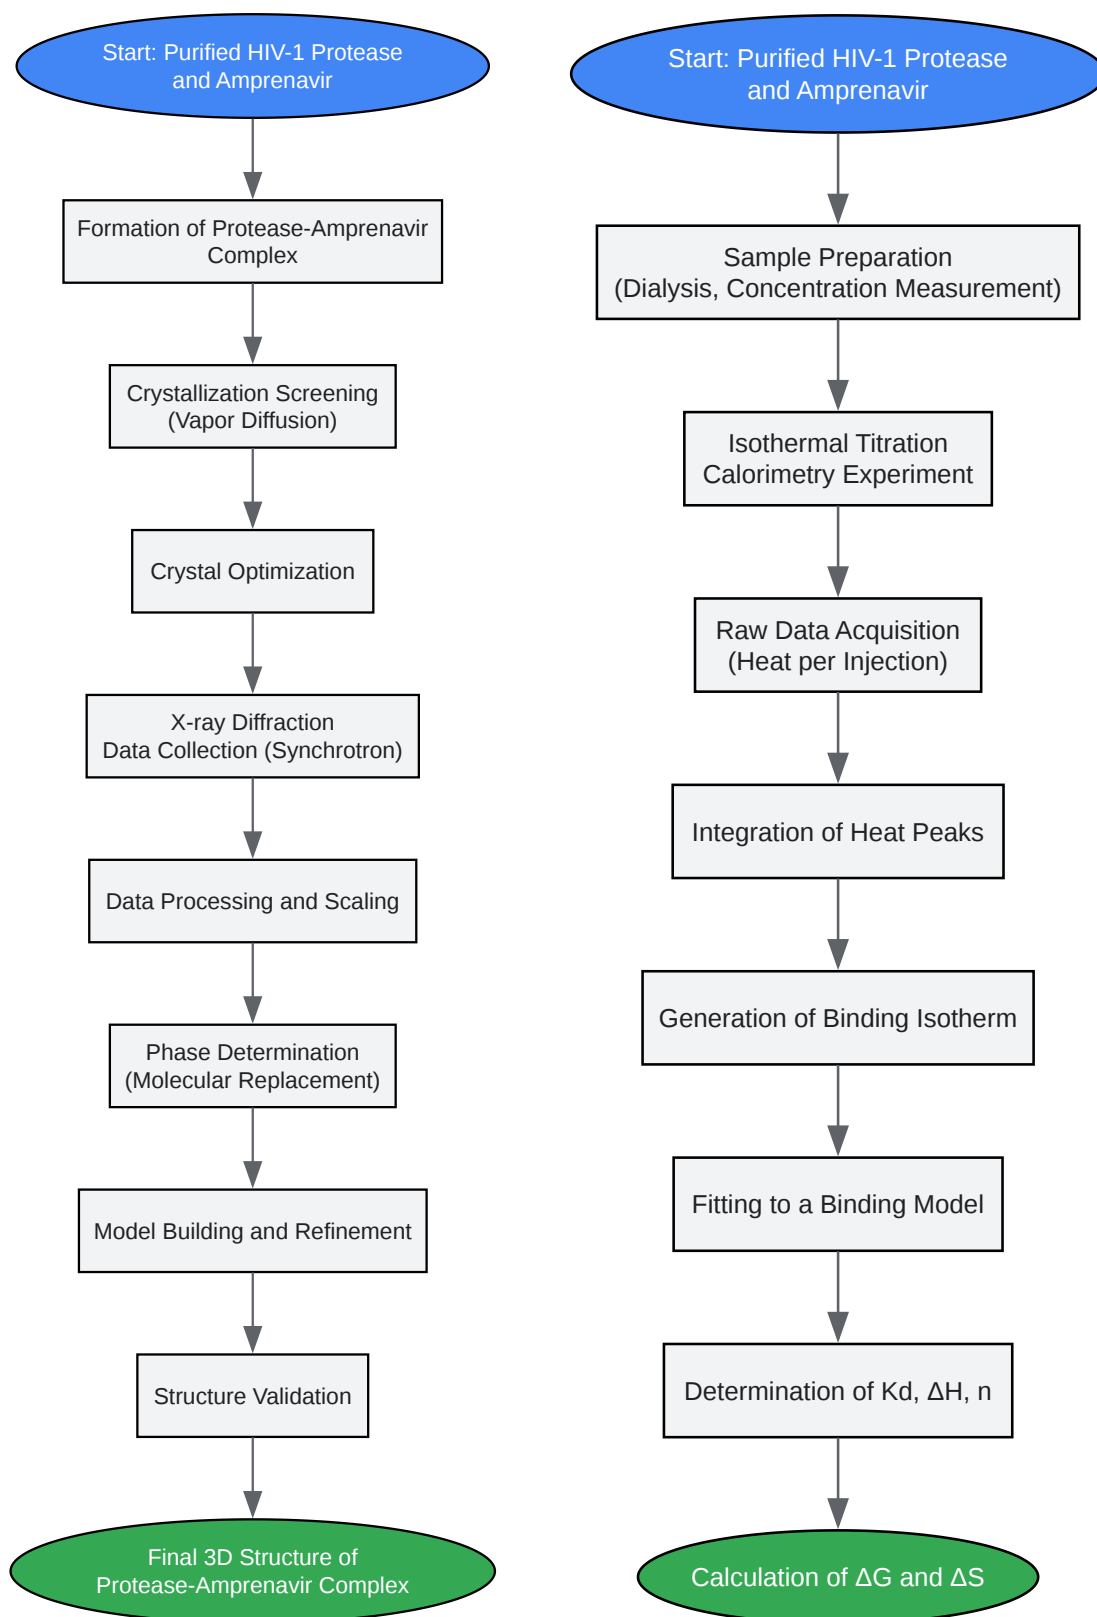 Start: Purified HIV-1 Protease
and Amprenavir
Formation of Protease-Amprenavir
Complex
Crystallization Screening
(Vapor Diffusion)
Crystal Optimization
X-ray Diffraction
Data Collection (Synchrotron)
Data Processing and Scaling
Phase Determination
(Molecular Replacement)
Model Building and Refinement
Structure Validation
Final 3D Structure of
Protease-Amprenavir Complex
Start: Purified HIV-1 Protease
and Amprenavir
Sample Preparation
(Dialysis, Concentration Measurement)
Isothermal Titration
Calorimetry Experiment
Raw Data Acquisition
(Heat per Injection)
Integration of Heat Peaks
Generation of Binding Isotherm
Fitting to a Binding Model
Determination of Kd, ΔH, n
Calculation of ΔG and ΔS